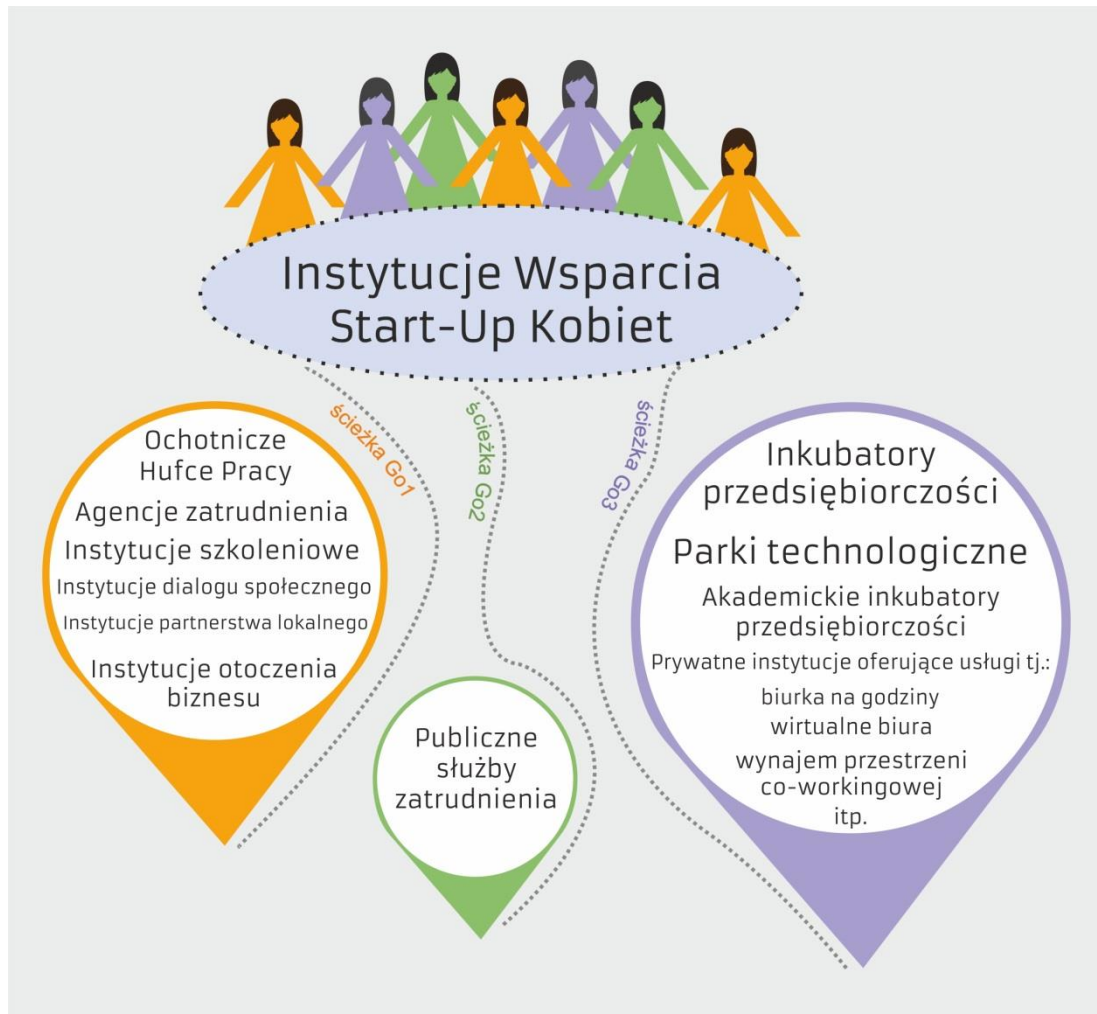 Instytucje Wsparcia
Start-Up Kobiet
ścieżka Go1
ścieżka Go2
ścieżka Go3
Ochotnicze
Hufce Pracy
Agencje zatrudnienia
Instytucje szkoleniowe
Instytucje dialogu społecznego
Instytucje partnerstwa lokalnego
Instytucje otoczenia
biznesu
Publiczne
służby
zatrudnienia
Inkubatory
przedsiębiorczości
Parki technologiczne
Akademickie inkubatory
przedsiębiorczości
Prywatne instytucje oferujące usługi tj.:
biurka na godziny
wirtualne biura
wynajem przestrzeni
co-workingowej
itp.